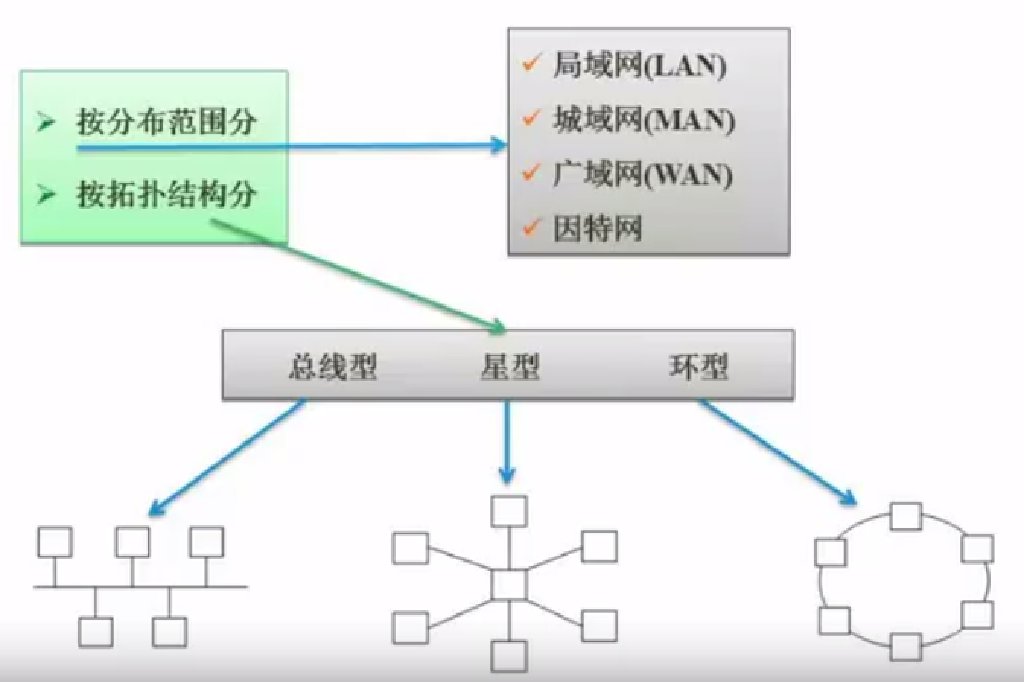 按分布范围分
按拓扑结构分
局域网(LAN)
城域网(MAN)
广域网(WAN)
因特网
总线型 星型 环型